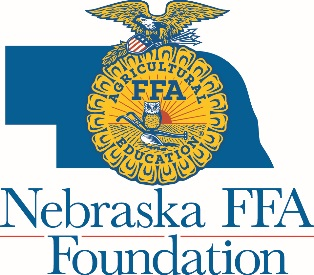 AGRICULTURAL
FFA
EDUCATION
Nebraska FFA
Foundation